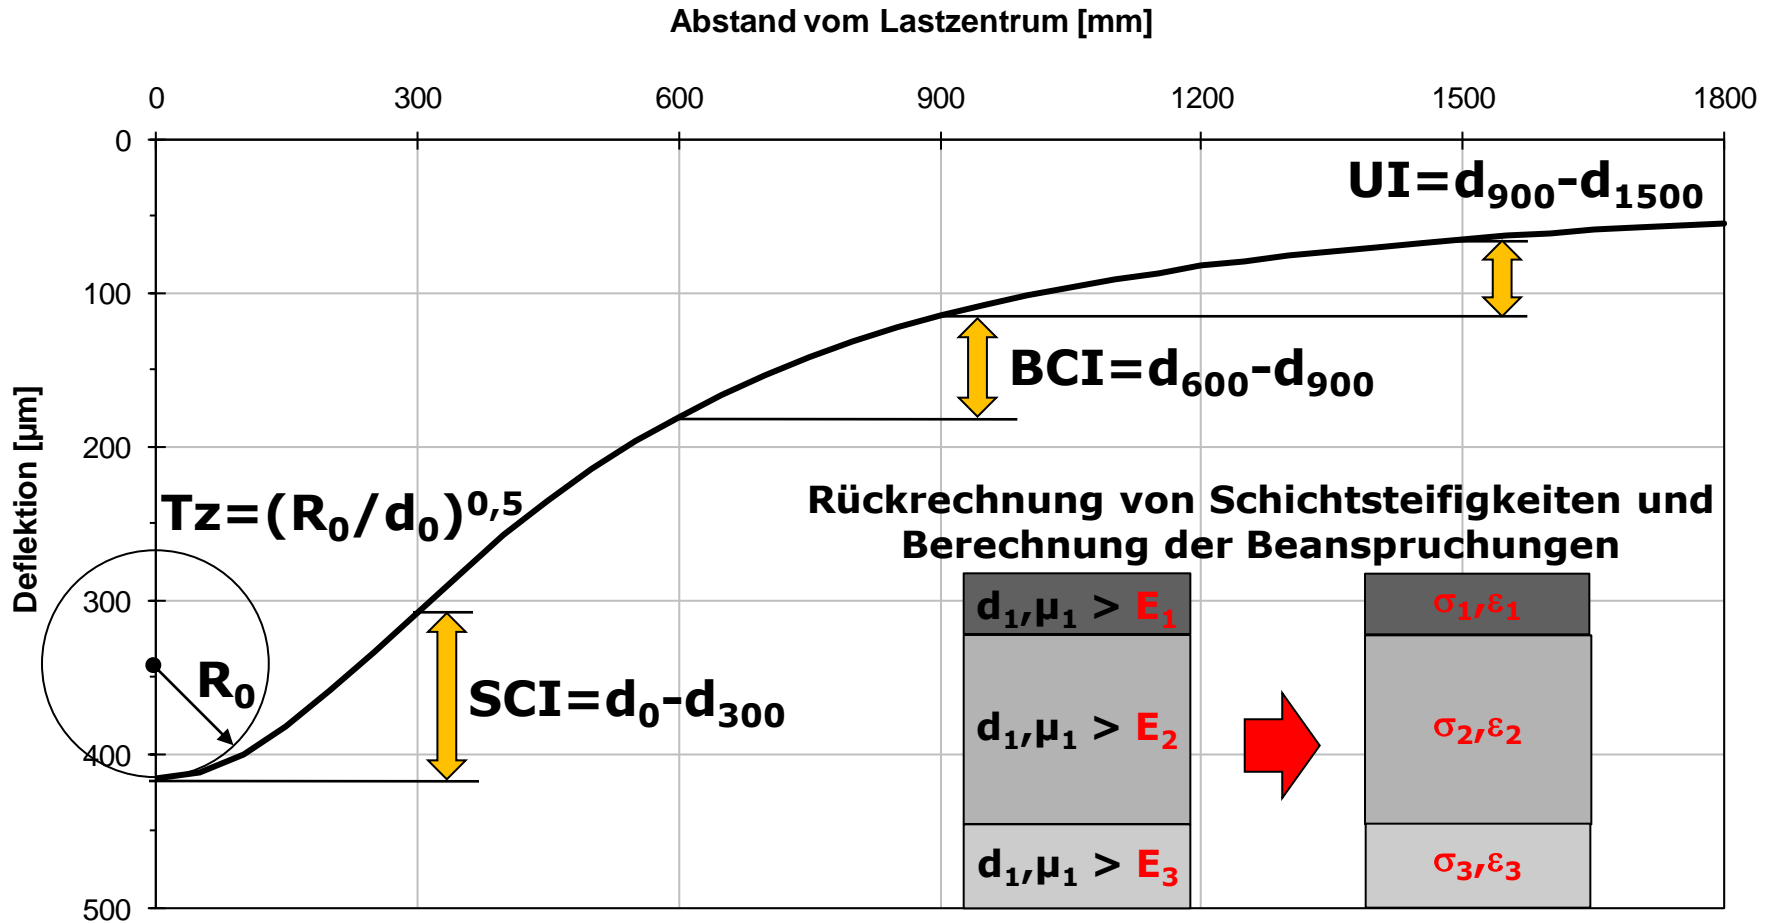 Abstand vom Lastzentrum [mm]
0 300 600 900 1200 1500 1800
0
100
200
300
400
500
Deflektion [µm]
UI=d₉₀₀-d₁₅₀₀
BCI=d₆₀₀-d₉₀₀
Tz=(R₀/d₀)⁰,⁵
R₀
SCI=d₀-d₃₀₀
Rückrechnung von Schichtsteifigkeiten und
Berechnung der Beanspruchungen
d₁,µ₁ > E₁
σ₁,ε₁
d₁,µ₁ > E₂
σ₂,ε₂
d₁,µ₁ > E₃
σ₃,ε₃